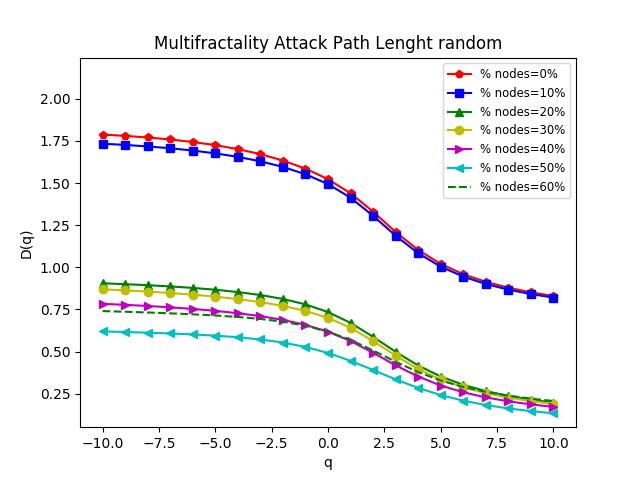 Multifractality Attack Path Lenght random
% nodes=0%
% nodes=10%
% nodes=20%
% nodes=30%
% nodes=40%
% nodes=50%
% nodes=60%
D(q)
2.00
1.75
1.50
1.25
1.00
0.75
0.50
0.25
−10.0 −7.5 −5.0 −2.5 0.0 2.5 5.0 7.5 10.0
q